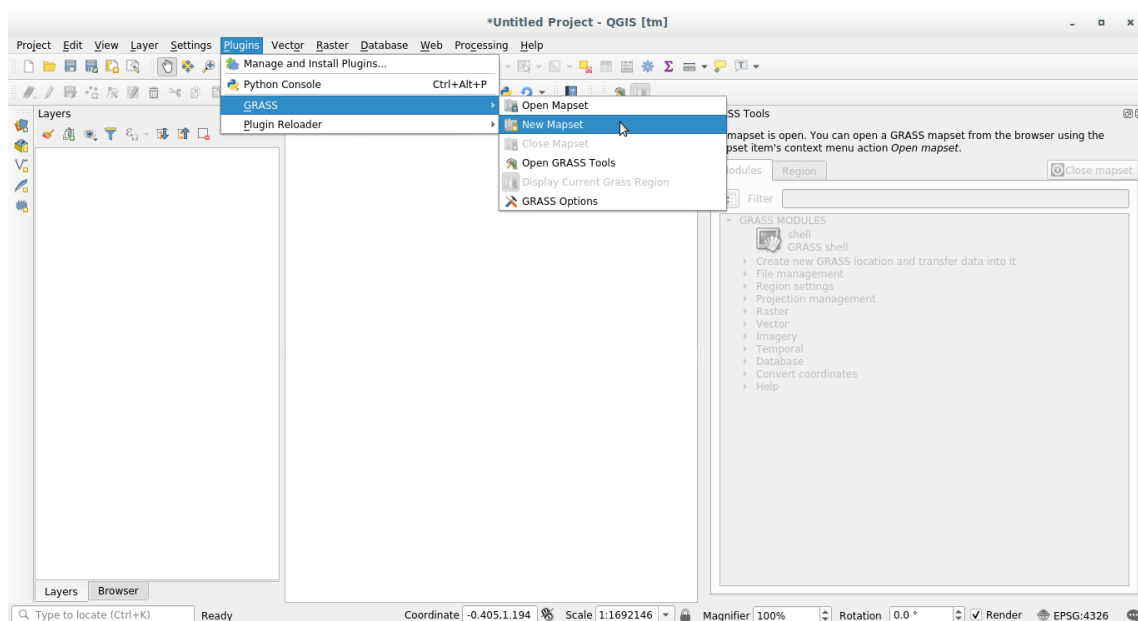 *Untitled Project - QGIS [tm]
Project Edit View Layer Settings Plugins Vector Raster Database Web Processing Help
Manage and Install Plugins...
Python Console Ctrl+Alt+P
GRASS
Plugin Reloader
Open Mapset
New Mapset
Close Mapset
Open GRASS Tools
Display Current Grass Region
GRASS Options
Layers
SS Tools
mapset is open. You can open a GRASS mapset from the browser using the
pset item's context menu action Open mapset.
odules Region Close mapset
Filter
GRASS MODULES
shell
GRASS shell
Create new GRASS location and transfer data into it
File management
Region settings
Projection management
Raster
Vector
Imagery
Temporal
Database
Convert coordinates
Help
Layers Browser
Type to locate (Ctrl+K) Ready Coordinate -0.405,1.194 Scale 1:1692146 Magnifier 100% Rotation 0.0 ° Render EPSG:4326